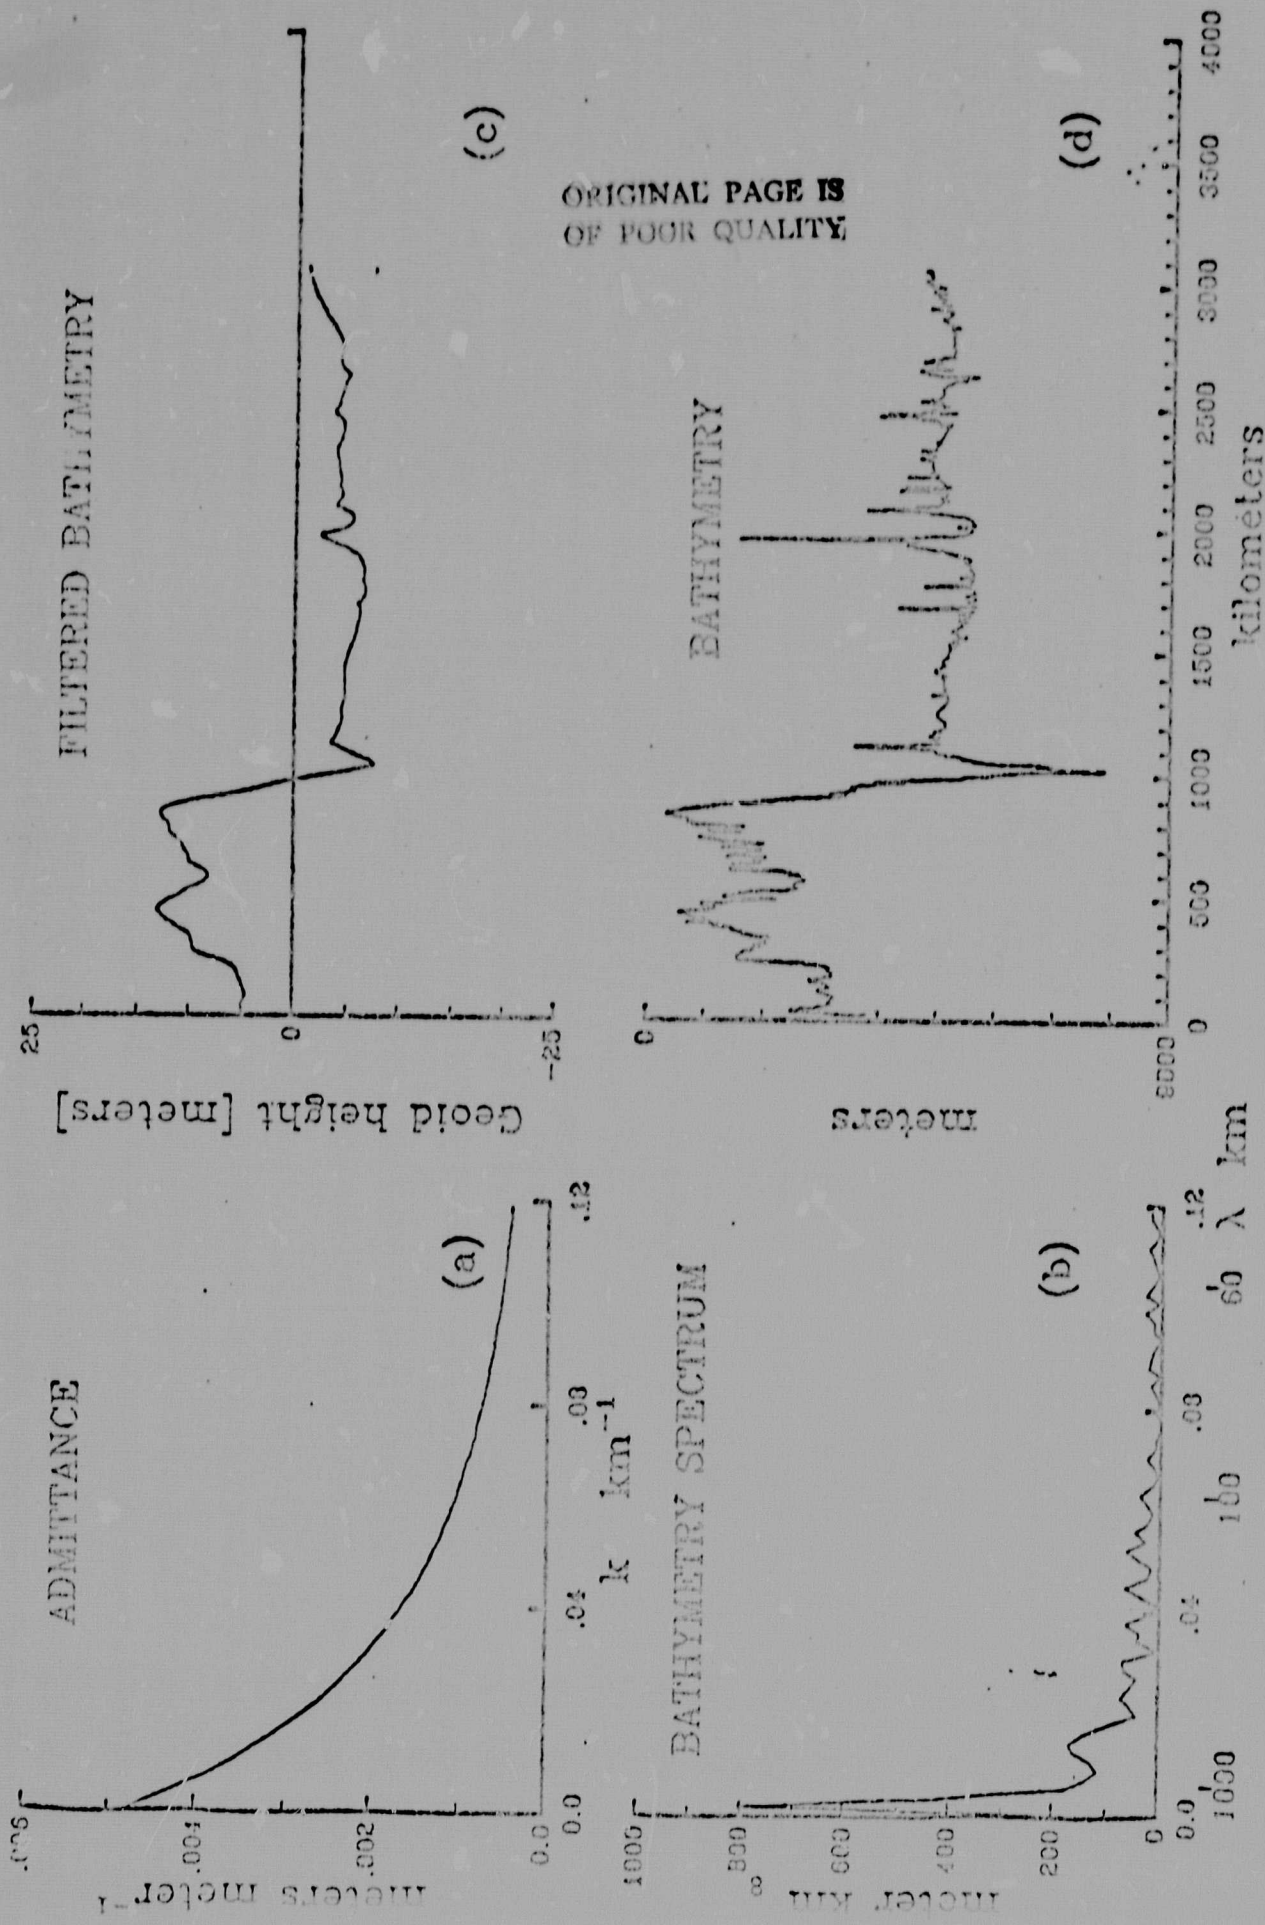 ADMITTANCE
.004
.002
0.0
meters meter⁻¹
(a)
0.0
.04
.08
.12
k km⁻¹
BATHYMETRY SPECTRUM
1000
800
600
400
200
0
meter km
(b)
0.0
.04
.08
.12
1000
100
60
λ km
FILTERED BATHYMETRY
25
0
-25
Geoid height [meters]
(c)
ORIGINAL PAGE IS
OF POOR QUALITY
BATHYMETRY
0
8000
meters
(d)
0
500
1000
1500
2000
2500
3000
3500
4000
kilometers